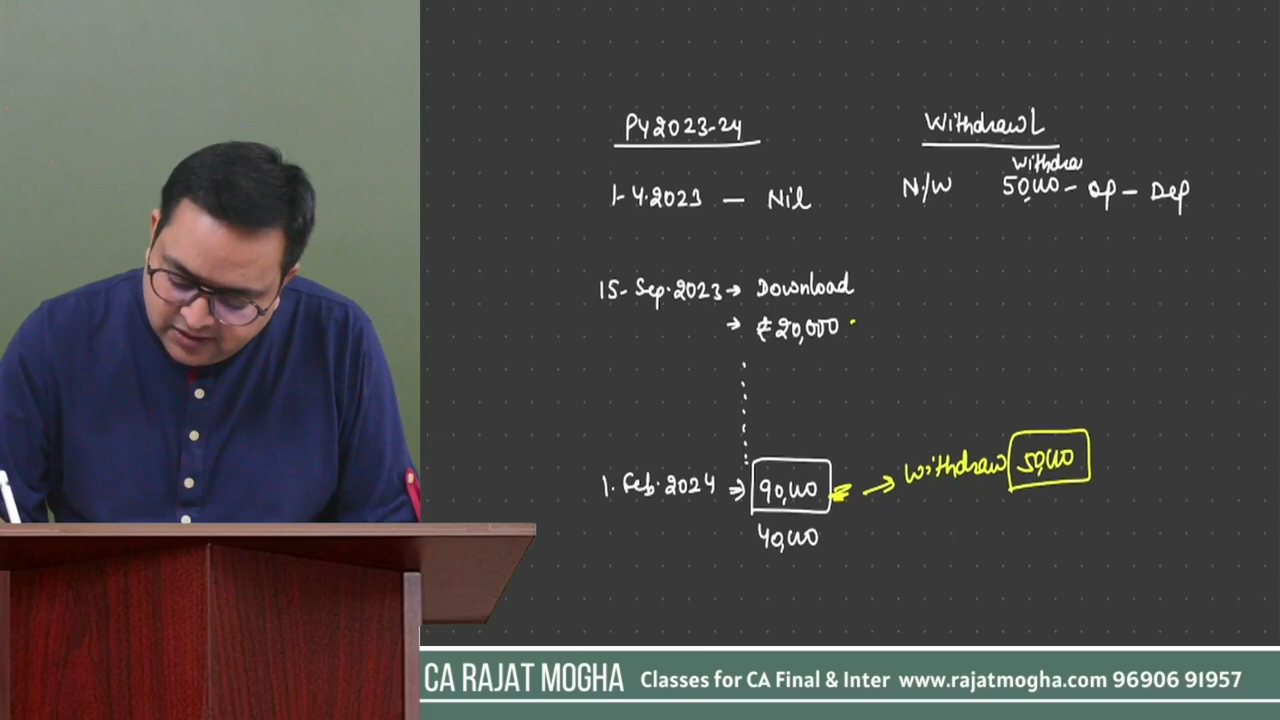 PY 2023-24
Withdrawl
Withdra
1-4.2023 — Nil
N/W 50,000 - Op - Dep
15-Sep.2023 → Download
→ ₹20,000
1. Feb. 2024 → 90,000 → Withdraw 50,000
40,000
CA RAJAT MOGHA Classes for CA Final & Inter www.rajatmogha.com 96906 91957